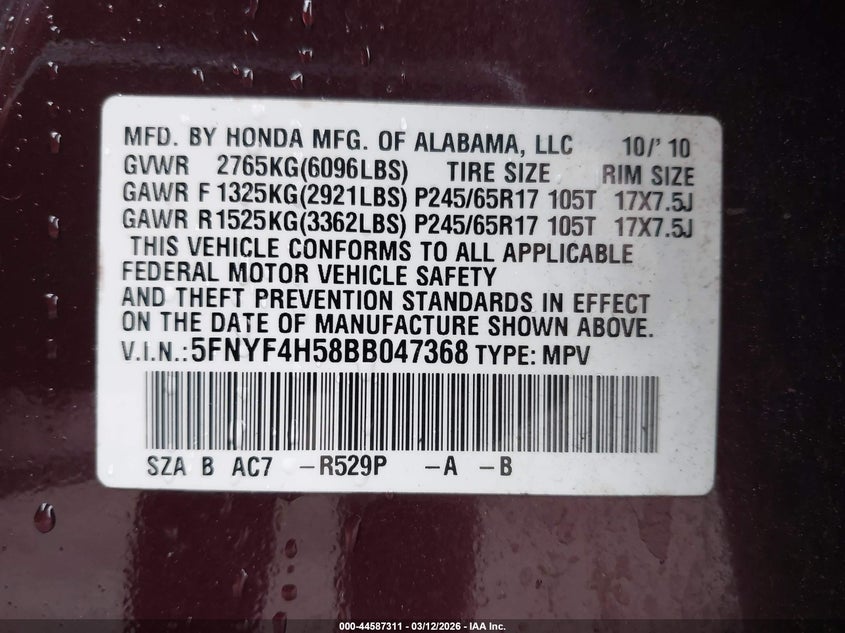 MFD. BY HONDA MFG. OF ALABAMA, LLC 10/' 10
GVWR 2765KG(6096LBS) TIRE SIZE RIM SIZE
GAWR F 1325KG(2921LBS) P245/65R17 105T 17X7.5J
GAWR R 1525KG(3362LBS) P245/65R17 105T 17X7.5J
THIS VEHICLE CONFORMS TO ALL APPLICABLE
FEDERAL MOTOR VEHICLE SAFETY
AND THEFT PREVENTION STANDARDS IN EFFECT
ON THE DATE OF MANUFACTURE SHOWN ABOVE.
V.I.N.:5FNYF4H58BB047368 TYPE: MPV
SZA B AC7 –R529P –A –B
000-44587311 - 03/12/2026 - IAA Inc.